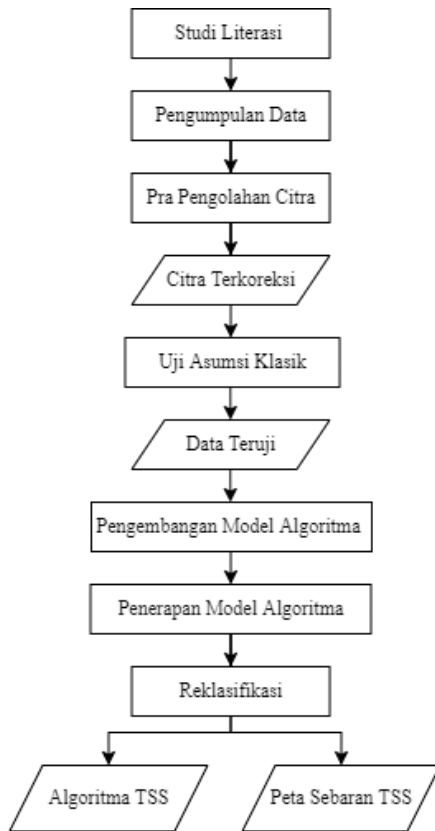 Studi Literasi
Pengumpulan Data
Pra Pengolahan Citra
Citra Terkoreksi
Uji Asumsi Klasik
Data Teruji
Pengembangan Model Algoritma
Penerapan Model Algoritma
Reklasifikasi
Algoritma TSS
Peta Sebaran TSS